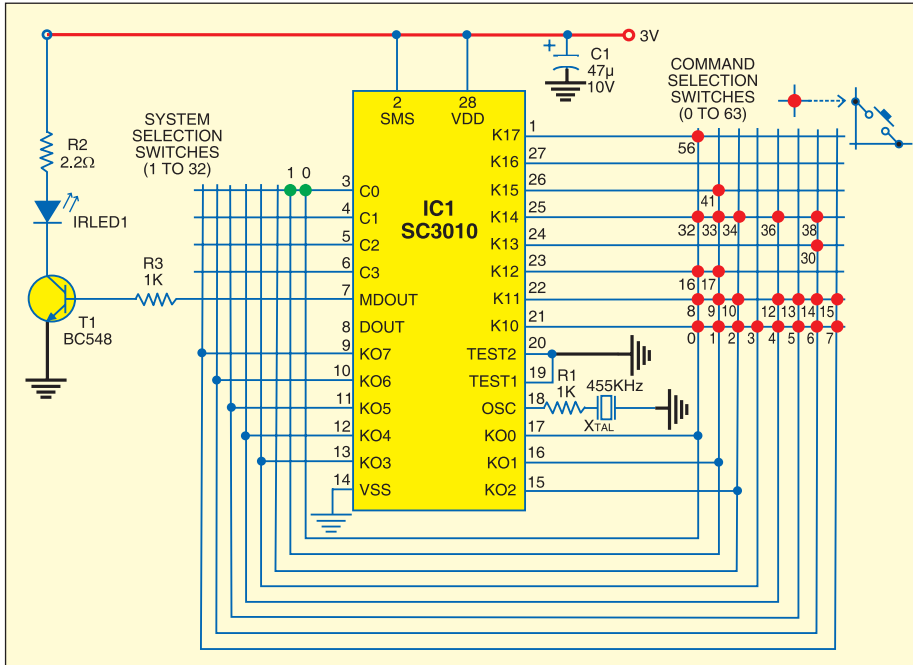 3V
C1
47µ
10V
R2
2.2Ω
IRLED1
SYSTEM
SELECTION
SWITCHES
(1 TO 32)
COMMAND
SELECTION
SWITCHES
(0 TO 63)
R3
1K
T1
BC548
2
SMS
28
VDD
IC1
SC3010
1 0
3 C0
4 C1
5 C2
6 C3
7 MDOUT
8 DOUT
9 KO7
10 KO6
11 KO5
12 KO4
13 KO3
14 VSS
K17 1
K16 27
K15 26
K14 25
K13 24
K12 23
K11 22
K10 21
TEST2 20
TEST1 19
OSC 18
KO0 17
KO1 16
KO2 15
R1
1K
455KHz
XTAL
56
41
32 33 34 36 38
30
16 17
8 9 10 12 13 14 15
0 1 2 3 4 5 6 7